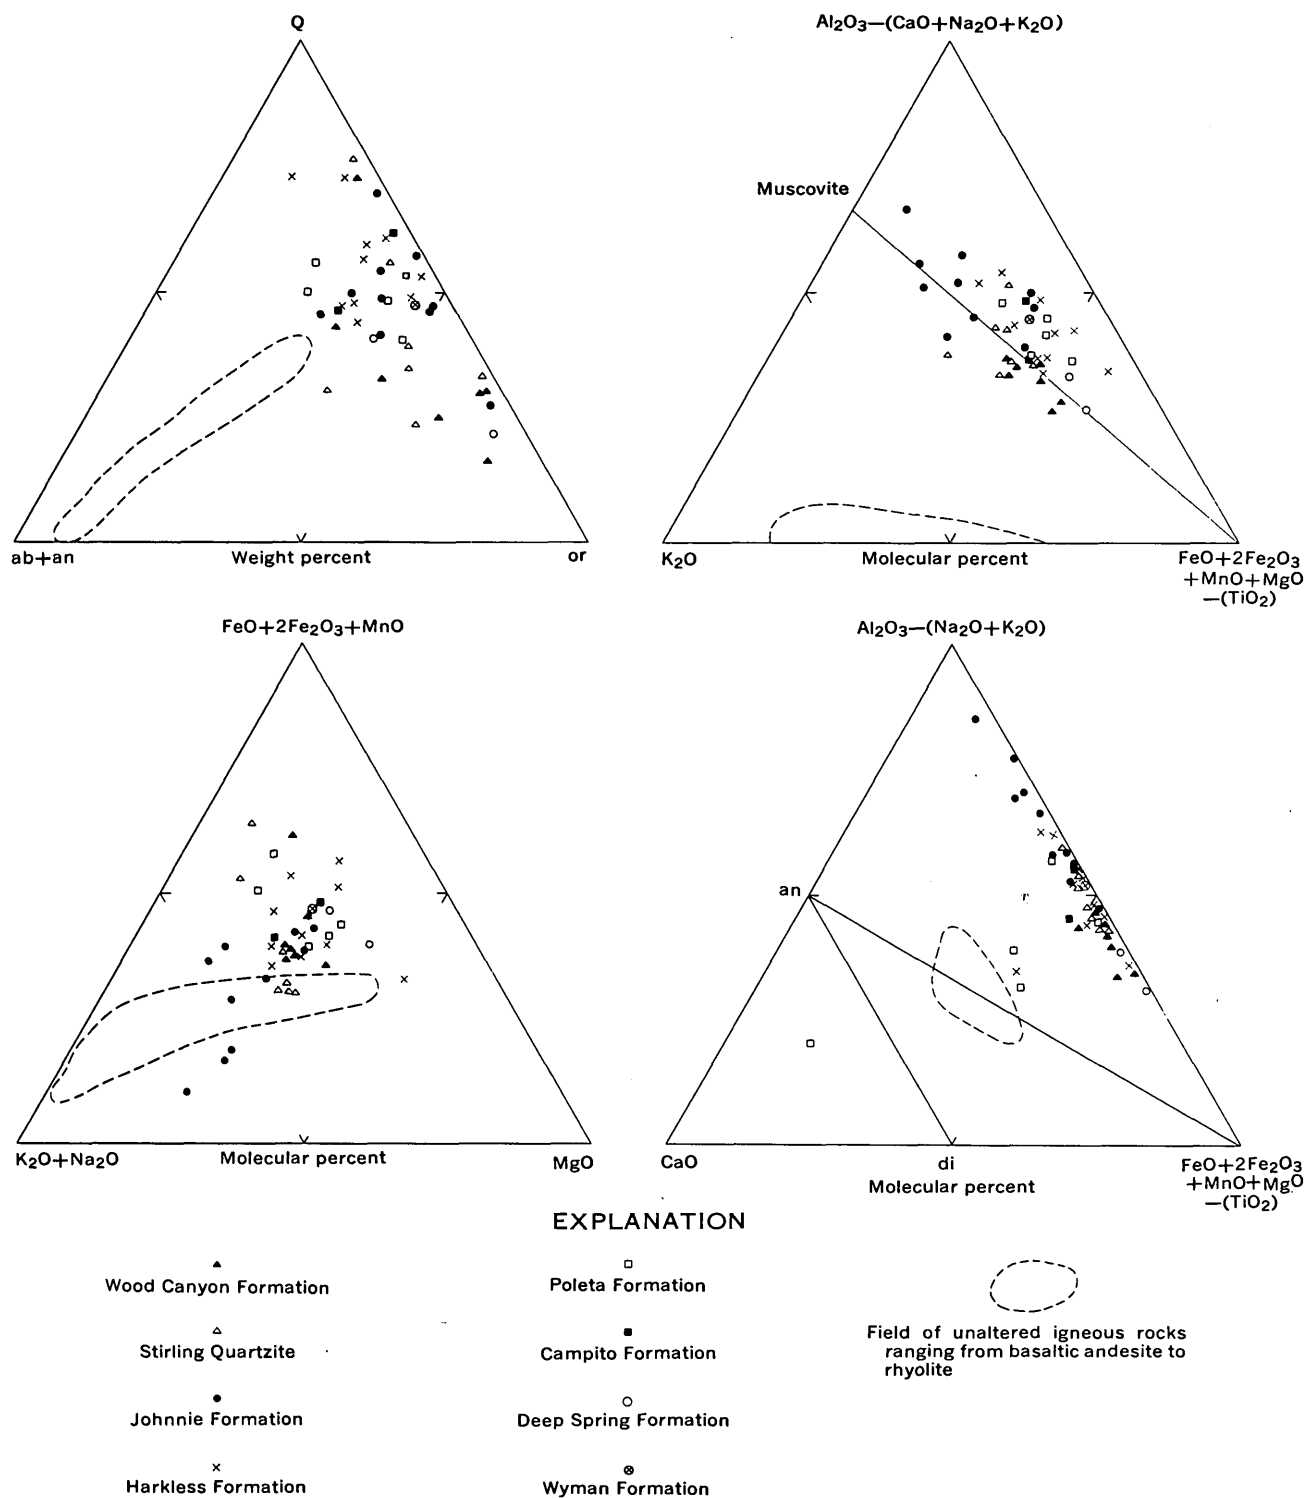 Q
ab+an
Weight percent
or
Al₂O₃—(CaO+Na₂O+K₂O)
Muscovite
K₂O
Molecular percent
FeO+2Fe₂O₃
+MnO+MgO
—(TiO₂)
FeO+2Fe₂O₃+MnO
K₂O+Na₂O
Molecular percent
MgO
Al₂O₃—(Na₂O+K₂O)
an
CaO
di
Molecular percent
FeO+2Fe₂O₃
+MnO+MgO
—(TiO₂)
EXPLANATION
Wood Canyon Formation
Stirling Quartzite
Johnnie Formation
Harkless Formation
Poleta Formation
Campito Formation
Deep Spring Formation
Wyman Formation
Field of unaltered igneous rocks
ranging from basaltic andesite to
rhyolite